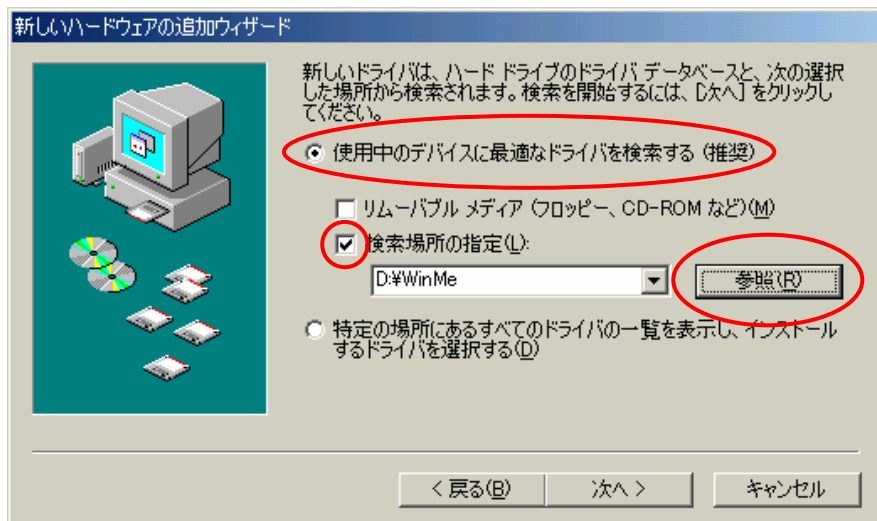 新しいハードウェアの追加ウィザード
新しいドライバは、ハード ドライブのドライバ データベースと、次の選択
した場所から検索されます。検索を開始するには、[次へ] をクリックし
てください。
使用中のデバイスに最適なドライバを検索する (推奨)
リムーバブル メディア (フロッピー、CD-ROM など)(M)
検索場所の指定(L):
D:¥WinMe
参照(R)
特定の場所にあるすべてのドライバの一覧を表示し、インストール
するドライバを選択する(D)
< 戻る(B)
次へ >
キャンセル